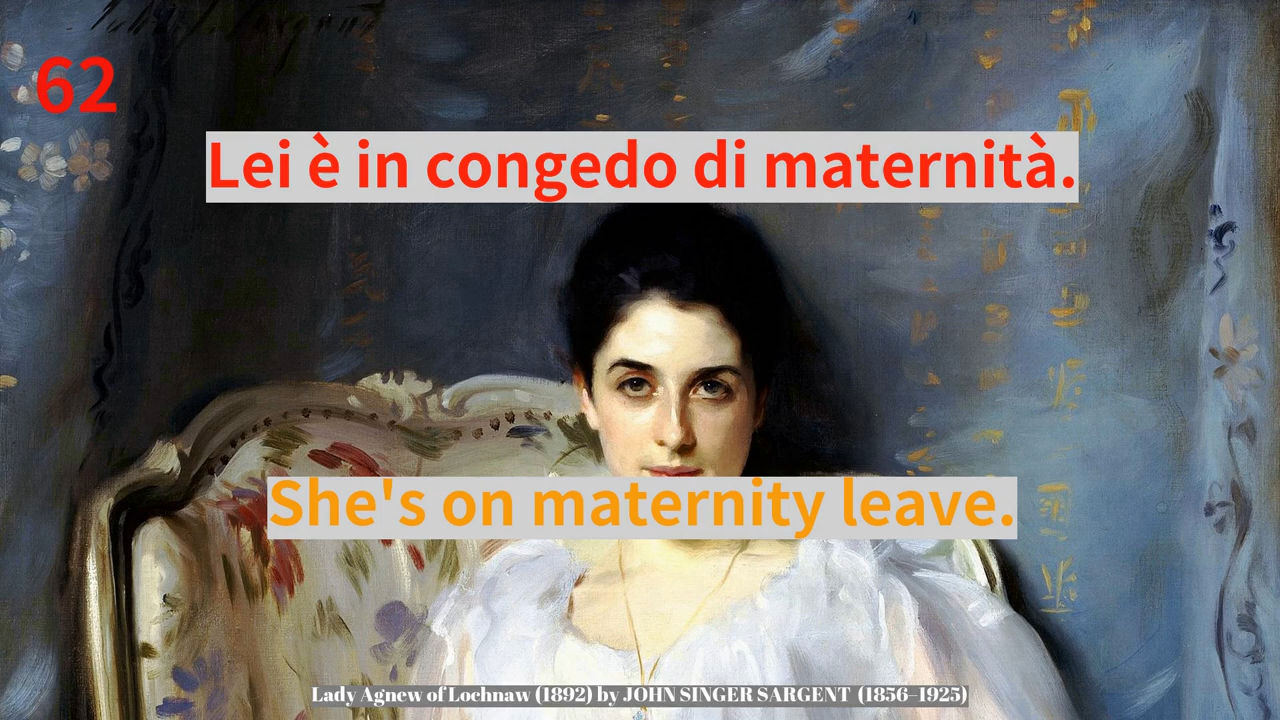 62
Lei è in congedo di maternità.
She's on maternity leave.
Lady Agnew of Lochnaw (1892) by JOHN SINGER SARGENT (1856–1925)